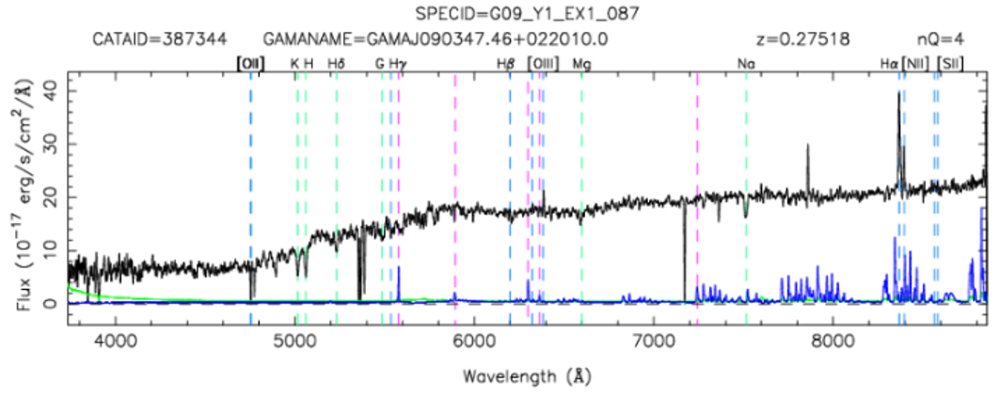 SPECID=G09_Y1_EX1_087
CATAID=387344 GAMANAME=GAMAJ090347.46+022010.0 z=0.27518 nQ=4
[OII] K H Hδ G Hγ Hβ [OIII] Mg Na Hα [NII] [SII]
40
30
20
10
0
Flux (10⁻¹⁷ erg/s/cm²/Å)
4000 5000 6000 7000 8000
Wavelength (Å)